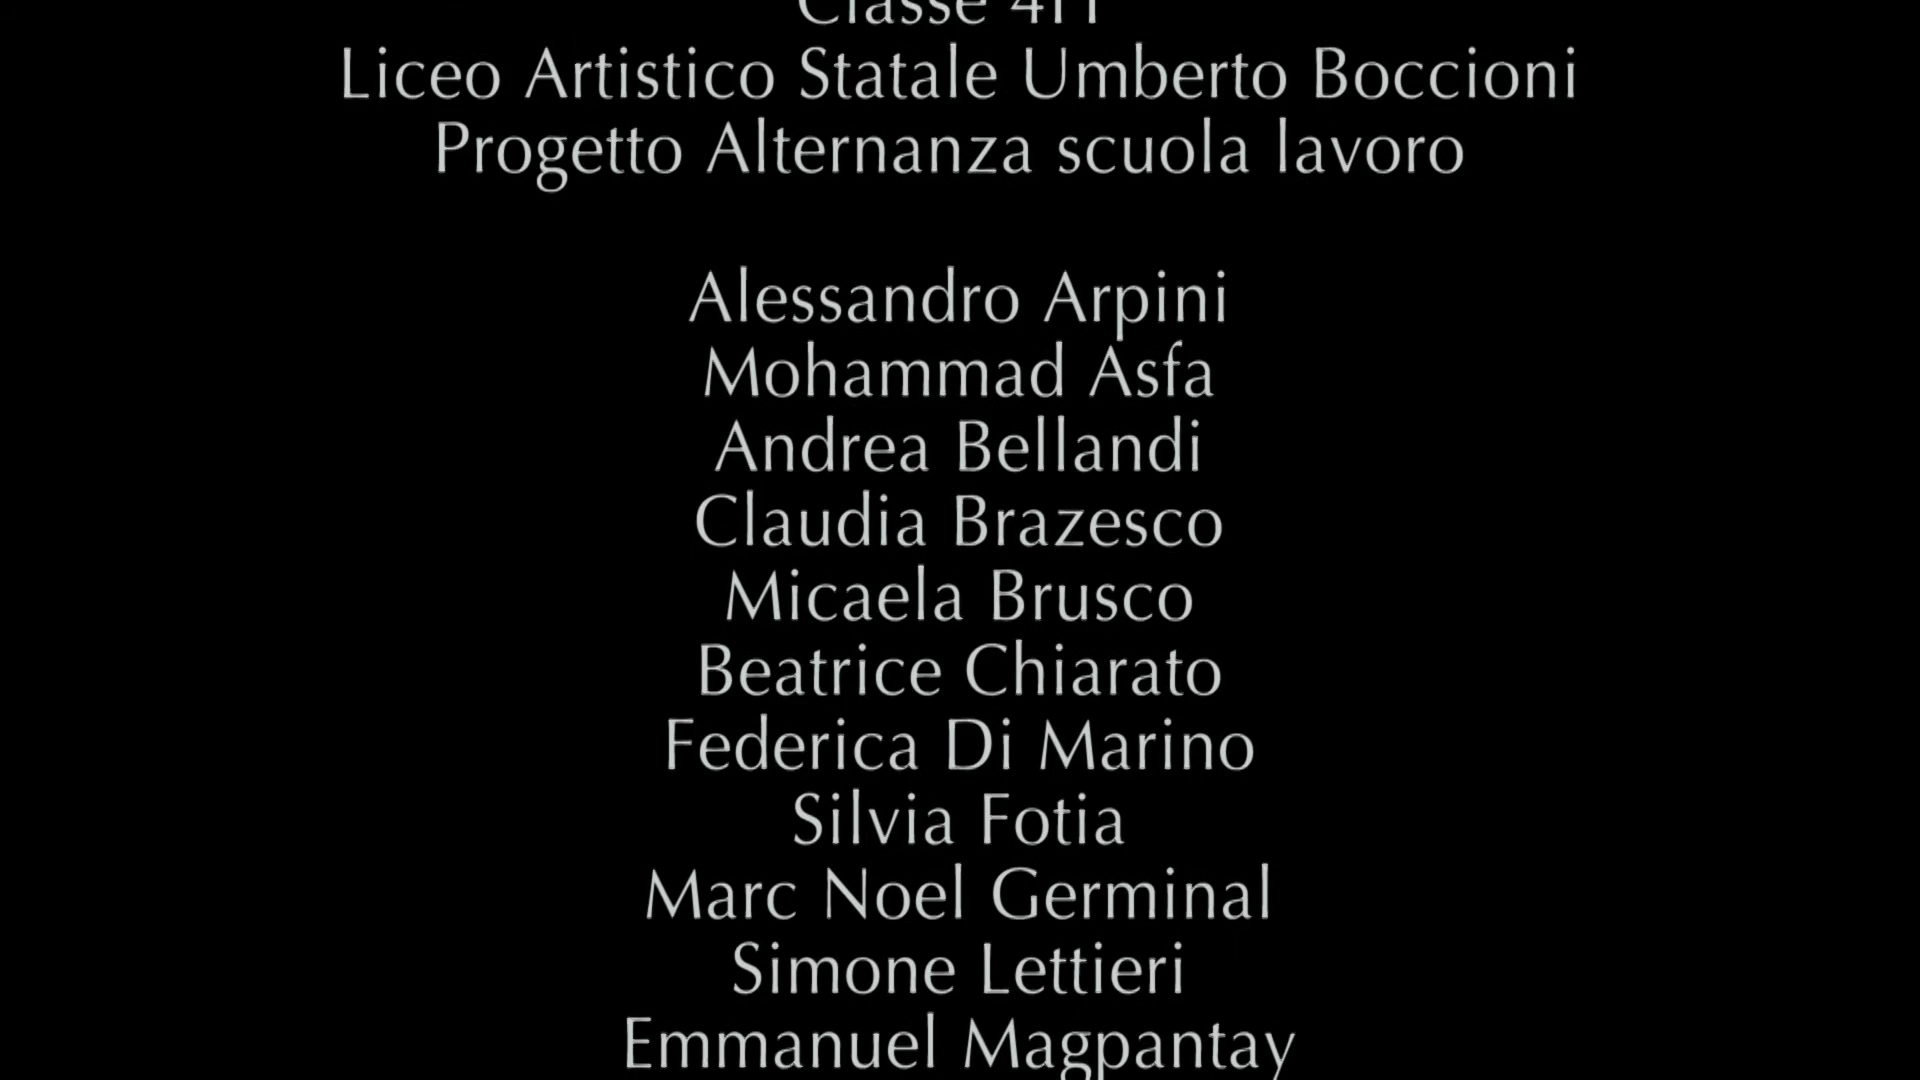 Classe
Liceo Artistico Statale Umberto Boccioni
Progetto Alternanza scuola lavoro
Alessandro Arpini
Mohammad Asfa
Andrea Bellandi
Claudia Brazesco
Micaela Brusco
Beatrice Chiarato
Federica Di Marino
Silvia Fotia
Marc Noel Germinal
Simone Lettieri
Emmanuel Magpantay